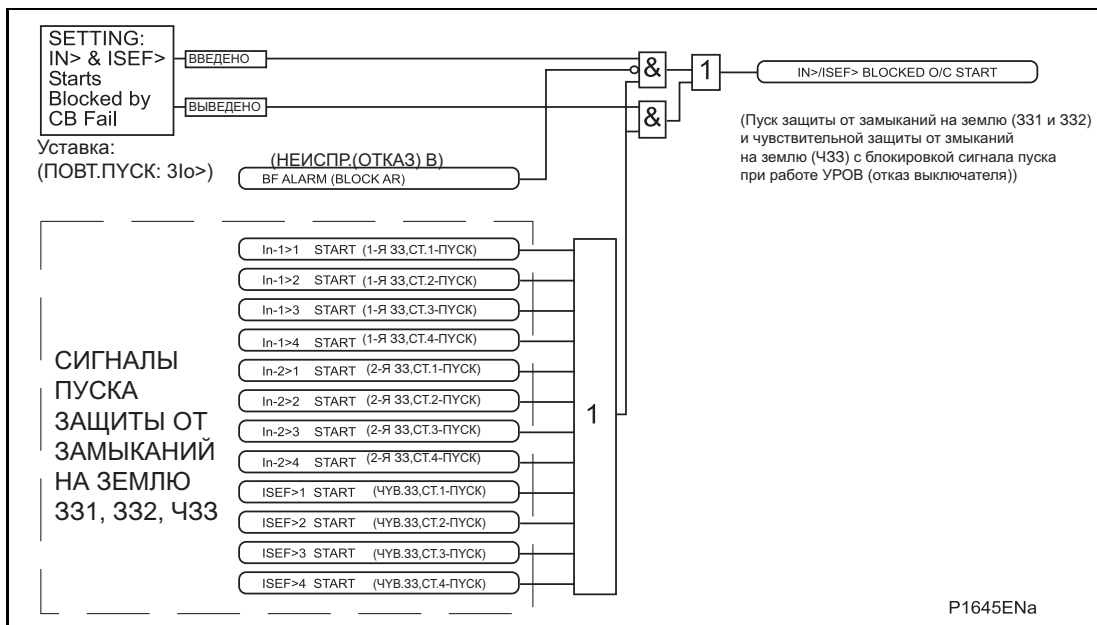 SETTING:
IN> & ISEF>
Starts
Blocked by
CB Fail
ВВЕДЕНО
ВЫВЕДЕНО
&
1
&
IN>/ISEF> BLOCKED O/C START
Уставка:
(ПОВТ.ПУСК: 3Io>)
(НЕИСПР.(ОТКАЗ) В)
BF ALARM (BLOCK AR)
(Пуск защиты от замыканий на землю (ЗЗ1 и ЗЗ2)
и чувствительной защиты от змыканий
на землю (ЧЗЗ) с блокировкой сигнала пуска
при работе УРОВ (отказ выключателя))
СИГНАЛЫ
ПУСКА
ЗАЩИТЫ ОТ
ЗАМЫКАНИЙ
НА ЗЕМЛЮ
ЗЗ1, ЗЗ2, ЧЗЗ
In-1>1 START (1-Я ЗЗ,СТ.1-ПУСК)
In-1>2 START (1-Я ЗЗ,СТ.2-ПУСК)
In-1>3 START (1-Я ЗЗ,СТ.3-ПУСК)
In-1>4 START (1-Я ЗЗ,СТ.4-ПУСК)
In-2>1 START (2-Я ЗЗ,СТ.1-ПУСК)
In-2>2 START (2-Я ЗЗ,СТ.2-ПУСК)
In-2>3 START (2-Я ЗЗ,СТ.3-ПУСК)
In-2>4 START (2-Я ЗЗ,СТ.4-ПУСК)
ISEF>1 START (ЧУВ.ЗЗ,СТ.1-ПУСК)
ISEF>2 START (ЧУВ.ЗЗ,СТ.2-ПУСК)
ISEF>3 START (ЧУВ.ЗЗ,СТ.3-ПУСК)
ISEF>4 START (ЧУВ.ЗЗ,СТ.4-ПУСК)
1
P1645ENa